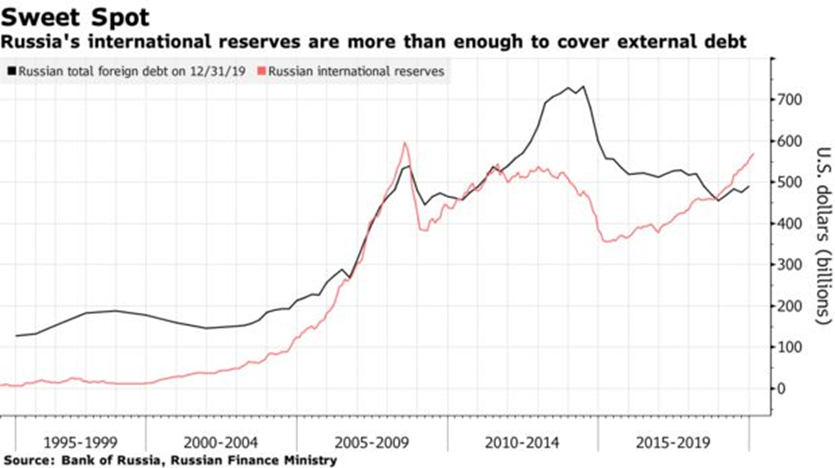 Sweet Spot
Russia's international reserves are more than enough to cover external debt
Russian total foreign debt on 12/31/19 Russian international reserves
700
600
500
400
300
200
100
0
U.S. dollars (billions)
1995-1999 2000-2004 2005-2009 2010-2014 2015-2019
Source: Bank of Russia, Russian Finance Ministry